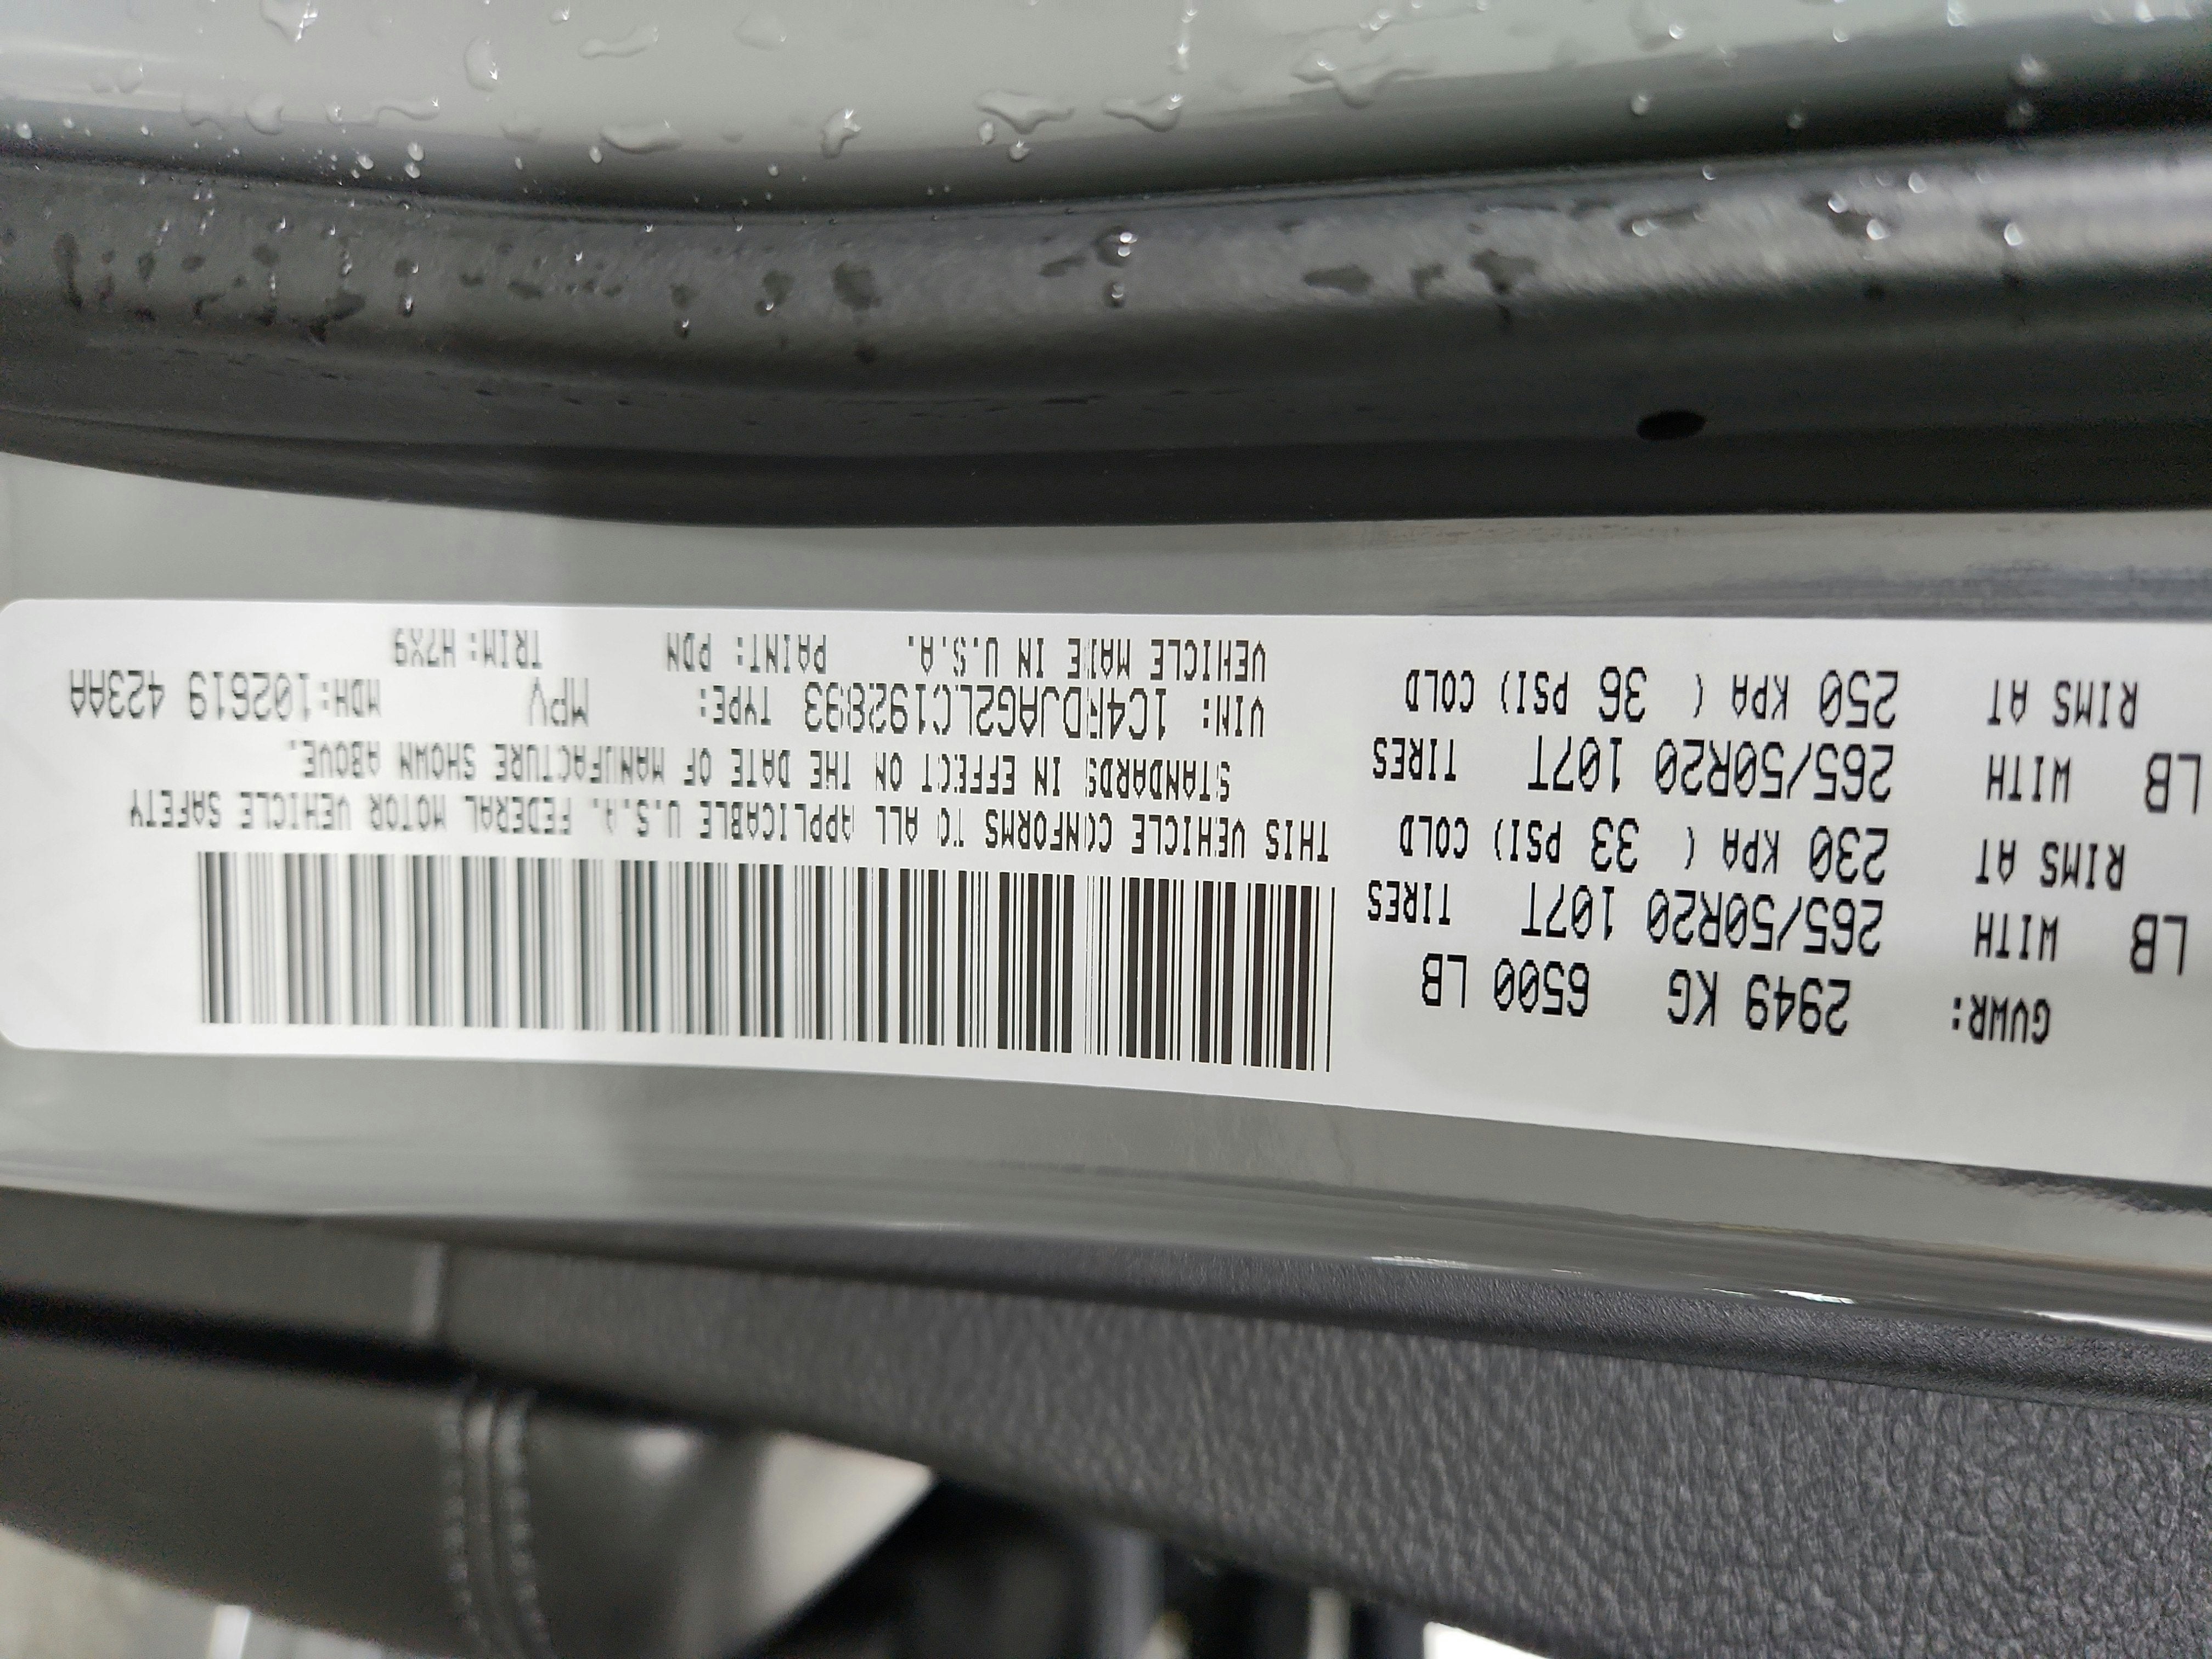 GVWR: 2949 KG 6500 LB
LB WITH 265/50R20 107T TIRES
RIMS AT 230 KPA ( 33 PSI) COLD
LB WITH 265/50R20 107T TIRES
RIMS AT 250 KPA ( 36 PSI) COLD
THIS VEHICLE CONFORMS TO ALL APPLICABLE U.S.A. FEDERAL MOTOR VEHICLE SAFETY
STANDARDS IN EFFECT ON THE DATE OF MANUFACTURE SHOWN ABOVE.
VIN: 1C4RDJAG2LC192893 TYPE: MPV MDH:102619 423AA
VEHICLE MADE IN U.S.A. PAINT: PDN TRIM:H7X9